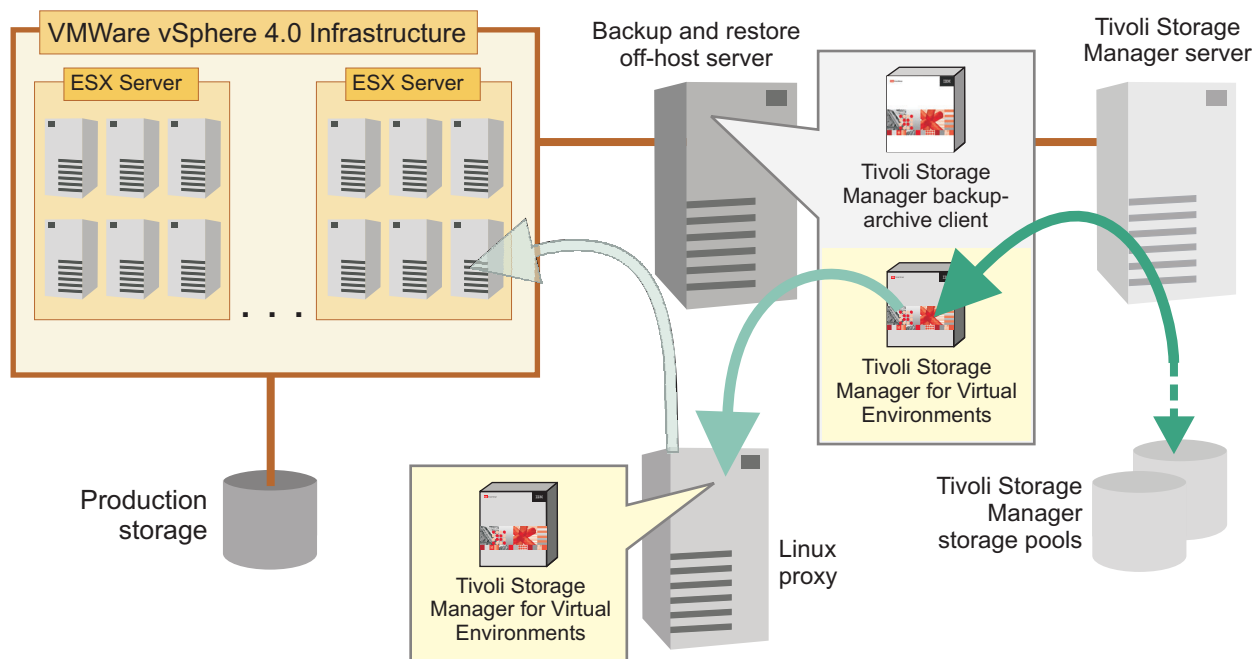 VMWare vSphere 4.0 Infrastructure
ESX Server
ESX Server
. . .
Backup and restore
off-host server
Tivoli Storage
Manager server
Tivoli Storage
Manager backup-
archive client
Tivoli Storage
Manager for Virtual
Environments
Production
storage
Tivoli Storage
Manager for Virtual
Environments
Linux
proxy
Tivoli Storage
Manager
storage pools